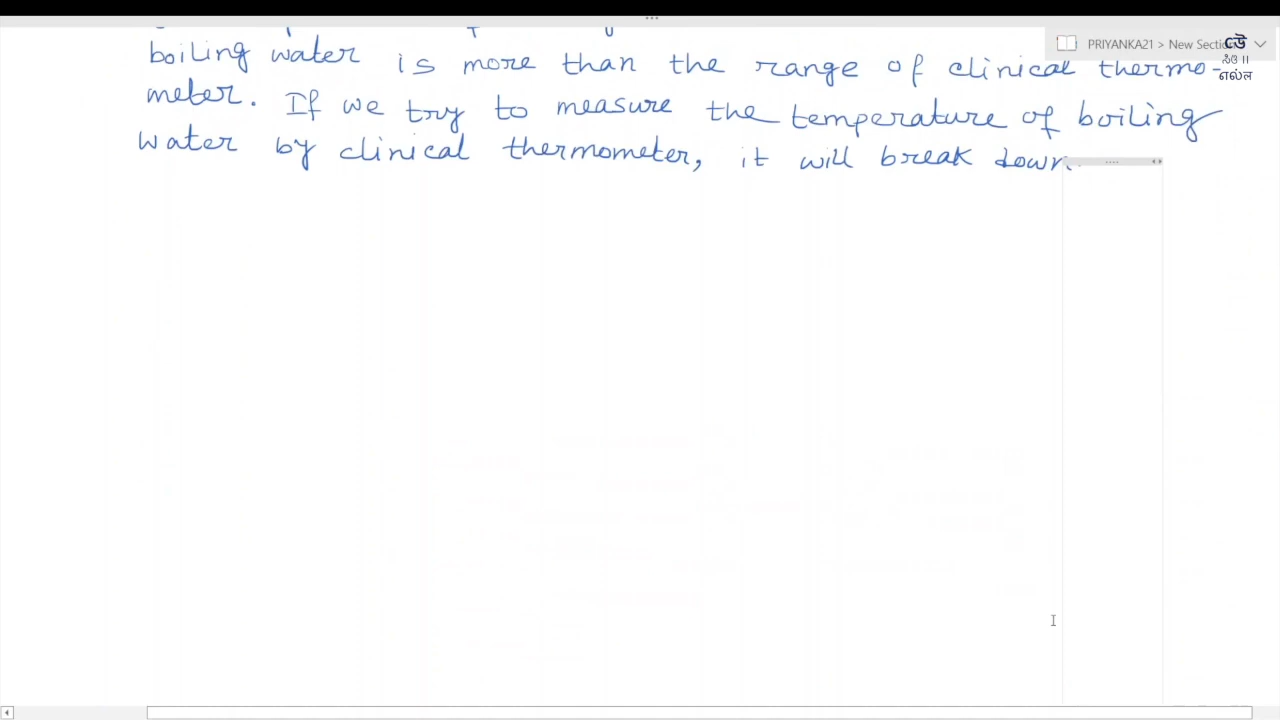 PRIYANKA21 > New Section
boiling water is more than the range of clinical thermo-
meter. If we try to measure the temperature of boiling
water by clinical thermometer, it will break down.